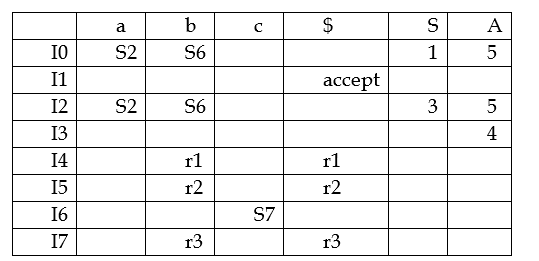 a b c $ S A
I0 S2 S6 1 5
I1 accept
I2 S2 S6 3 5
I3 4
I4 r1 r1
I5 r2 r2
I6 S7
I7 r3 r3